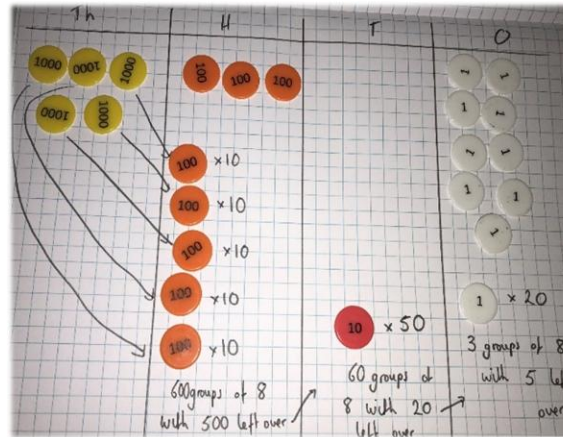 Th H T O
1000 1000 1000
1000 1000
100 100 100
100 ×10
100 ×10
100 ×10
100 ×10
100 ×10
600groups of 8
with 500 left over
10 × 50
60 groups of
8 with 20
left over
1 1
1 1
1 1
1 1
1
1 × 20
3 groups of 8
with 5 left
over